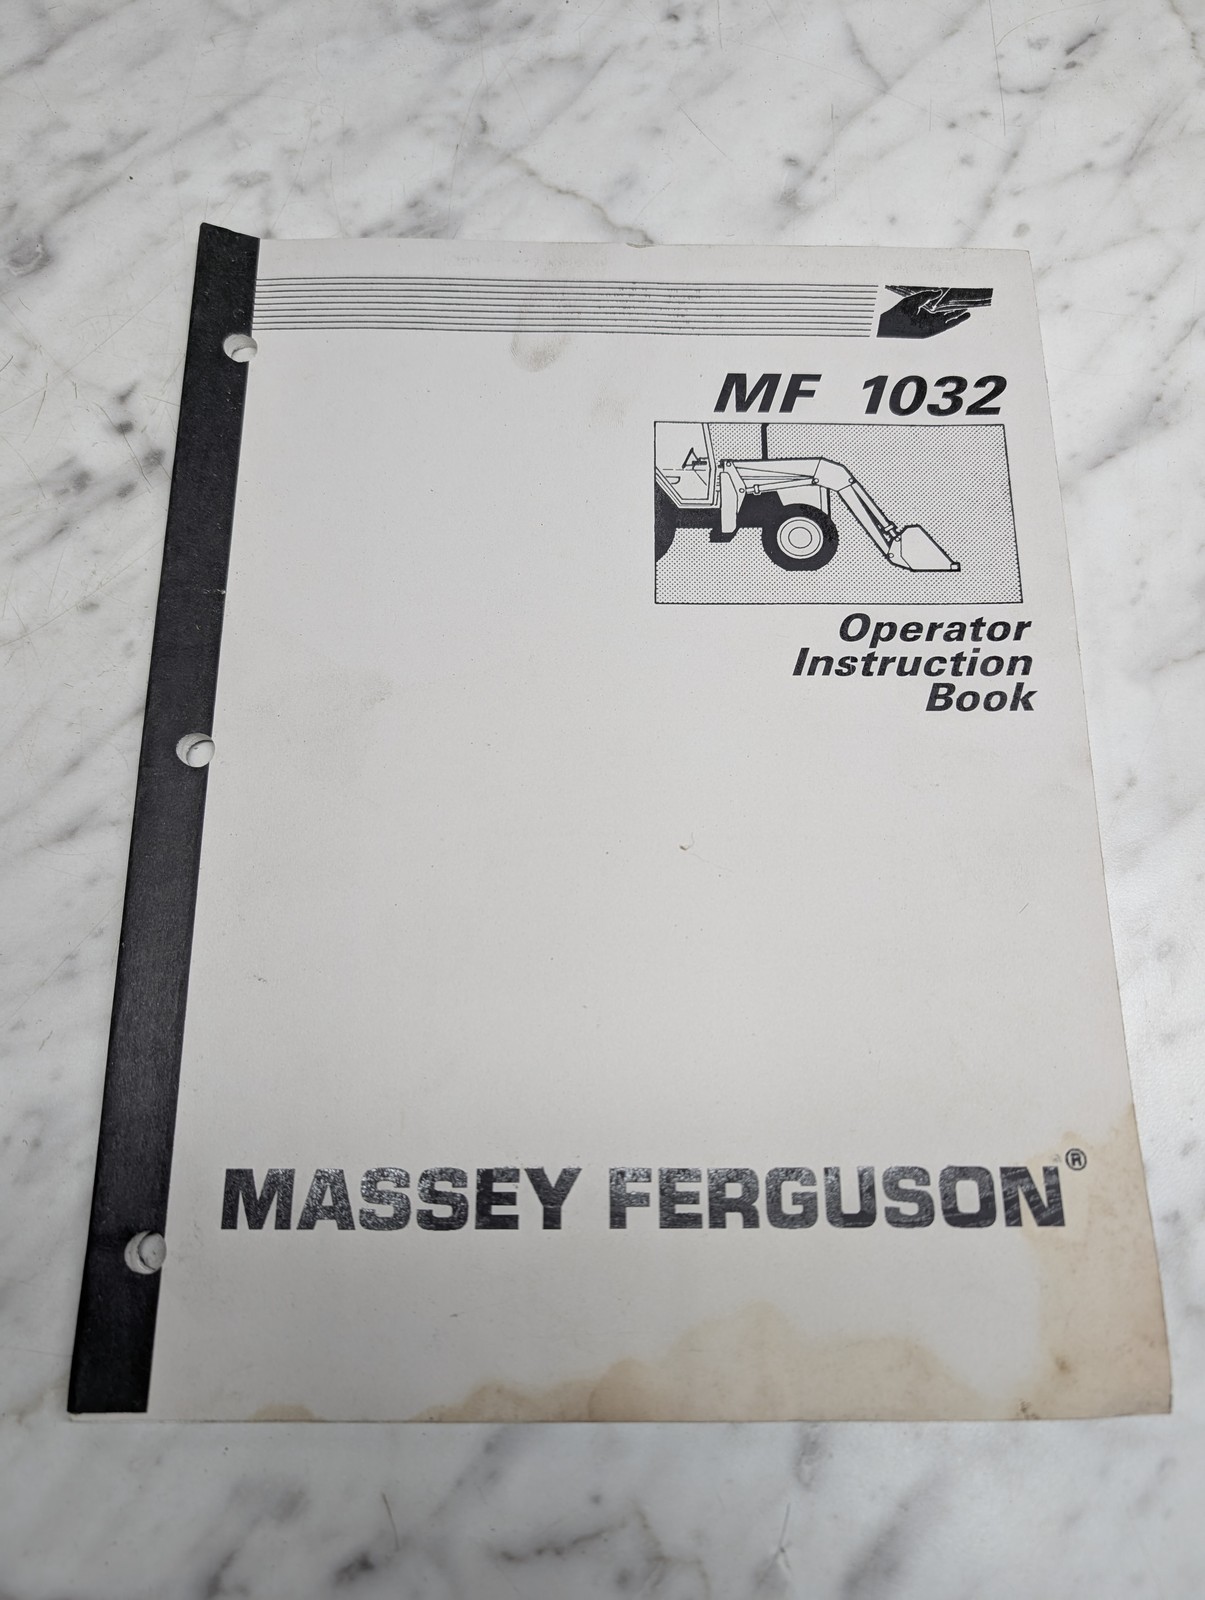 MF 1032
Operator
Instruction
Book
MASSEY FERGUSON®